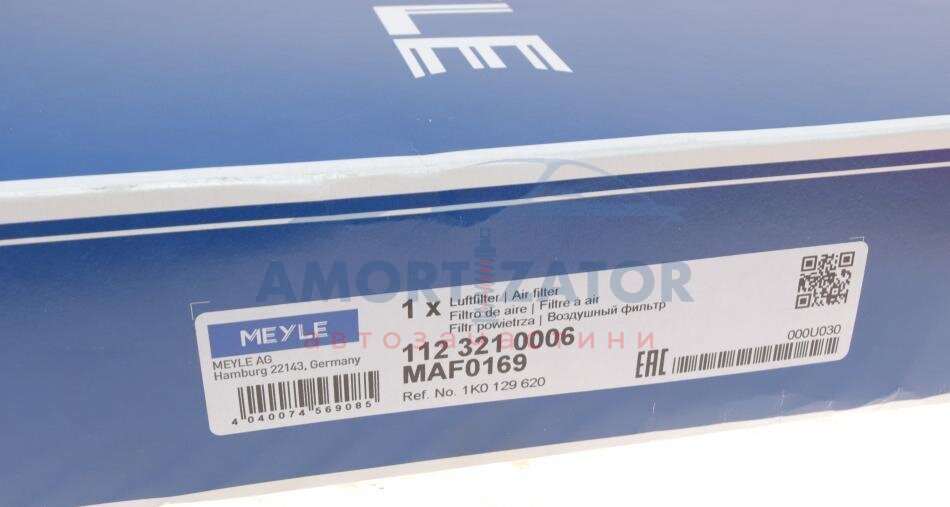 LE
AMORTIZATOR
автозапчастини
MEYLE
MEYLE AG
Hamburg 22143, Germany
4 040074 569085
1 x
Luftfilter | Air filter
Filtro de aire | Filtre a air
Filtr powietrza | Воздушный фильтр
112 321 0006
MAF0169
Ref. No. 1K0 129 620
EAC
000U030